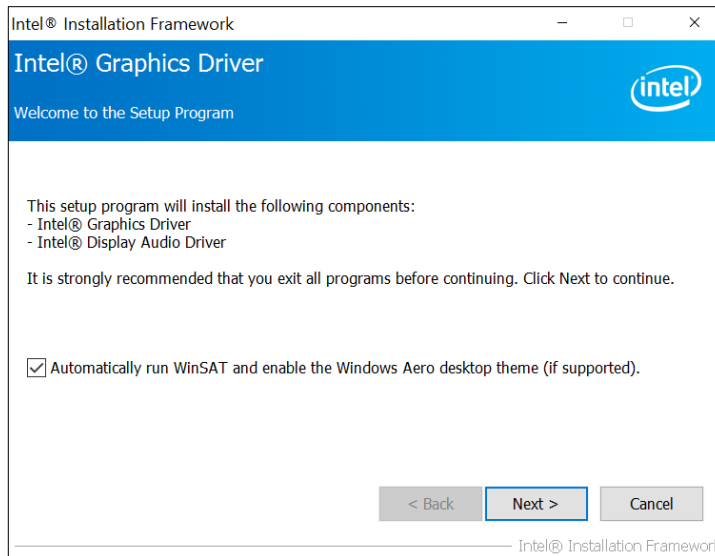 Intel® Installation Framework
Intel® Graphics Driver
intel
Welcome to the Setup Program
This setup program will install the following components:
- Intel® Graphics Driver
- Intel® Display Audio Driver
It is strongly recommended that you exit all programs before continuing. Click Next to continue.
Automatically run WinSAT and enable the Windows Aero desktop theme (if supported).
< Back Next > Cancel
Intel® Installation Framework